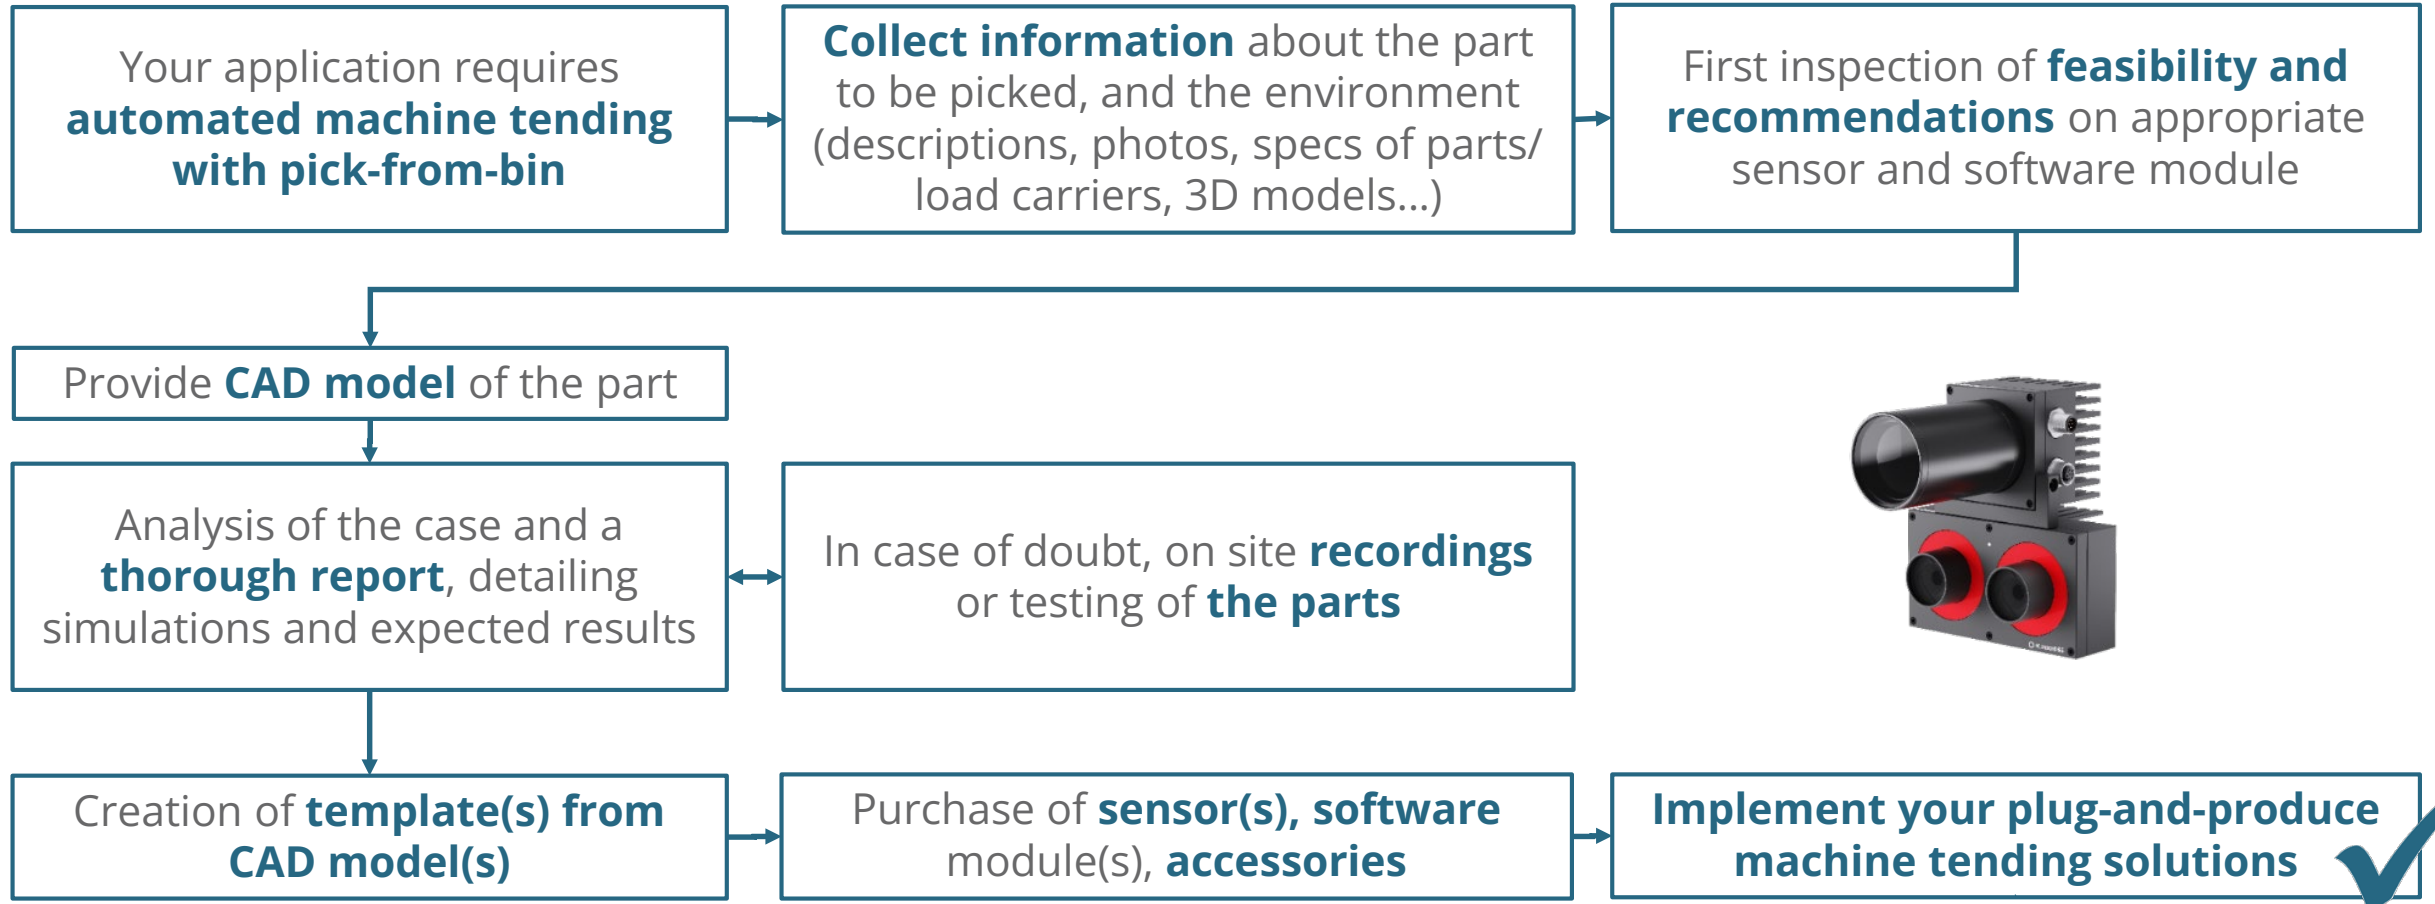 Your application requires
automated machine tending
with pick-from-bin
Collect information about the part
to be picked, and the environment
(descriptions, photos, specs of parts/
load carriers, 3D models...)
First inspection of feasibility and
recommendations on appropriate
sensor and software module
Provide CAD model of the part
Analysis of the case and a
thorough report, detailing
simulations and expected results
In case of doubt, on site recordings
or testing of the parts
Creation of template(s) from
CAD model(s)
Purchase of sensor(s), software
module(s), accessories
Implement your plug-and-produce
machine tending solutions